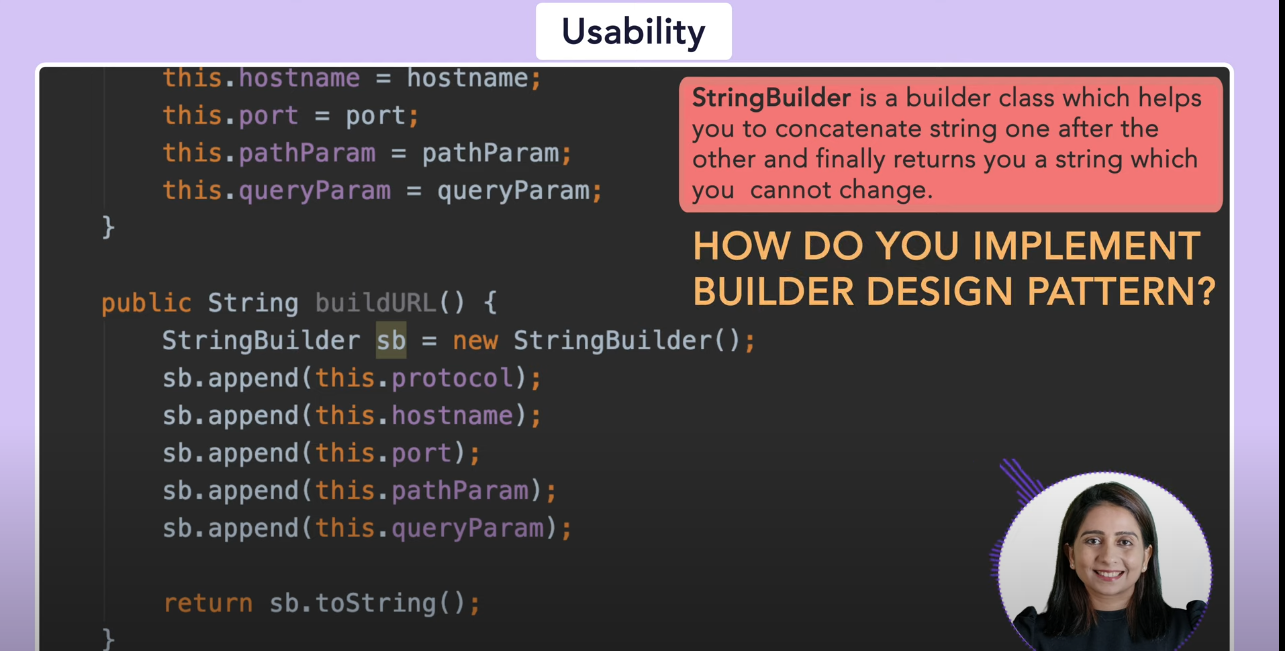 Usability
this.hostname = hostname;
this.port = port;
this.pathParam = pathParam;
this.queryParam = queryParam;
}
StringBuilder is a builder class which helps
you to concatenate string one after the
other and finally returns you a string which
you cannot change.
HOW DO YOU IMPLEMENT
BUILDER DESIGN PATTERN?
public String buildURL() {
StringBuilder sb = new StringBuilder();
sb.append(this.protocol);
sb.append(this.hostname);
sb.append(this.port);
sb.append(this.pathParam);
sb.append(this.queryParam);
return sb.toString();
}